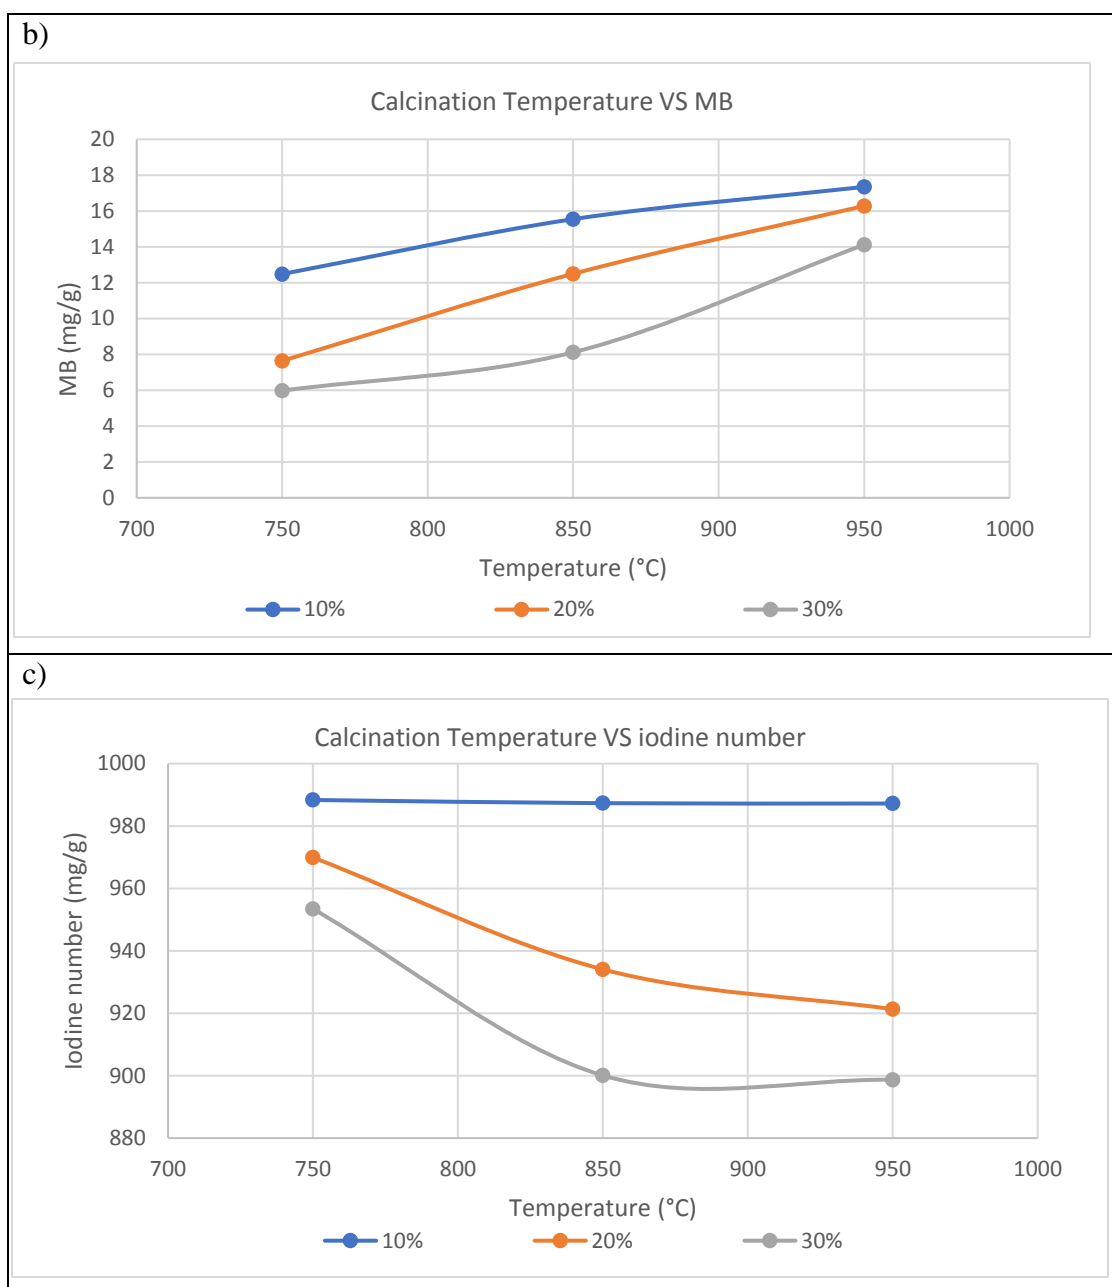 b)
Calcination Temperature VS MB
20
18
16
14
12
10
8
6
4
2
0
MB (mg/g)
700 750 800 850 900 950 1000
Temperature (°C)
10% 20% 30%
c)
Calcination Temperature VS iodine number
1000
980
960
940
920
900
880
Iodine number (mg/g)
700 750 800 850 900 950 1000
Temperature (°C)
10% 20% 30%